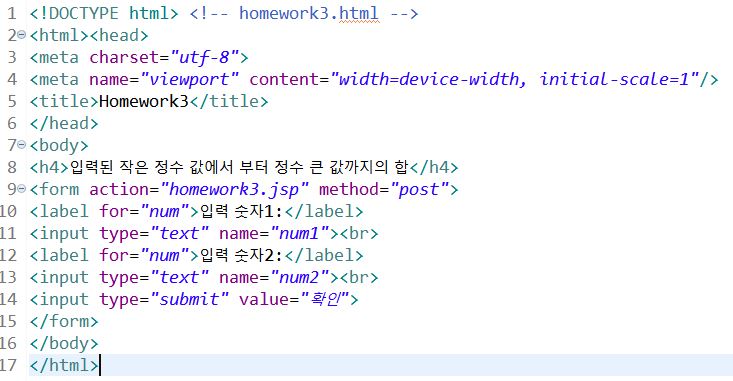 1 <!DOCTYPE html> <!-- homework3.html -->
2 <html><head>
3 <meta charset="utf-8">
4 <meta name="viewport" content="width=device-width, initial-scale=1"/>
5 <title>Homework3</title>
6 </head>
7 <body>
8 <h4>입력된 작은 정수 값에서 부터 정수 큰 값까지의 합</h4>
9 <form action="homework3.jsp" method="post">
10 <label for="num">입력 숫자1:</label>
11 <input type="text" name="num1"><br>
12 <label for="num">입력 숫자2:</label>
13 <input type="text" name="num2"><br>
14 <input type="submit" value="확인">
15 </form>
16 </body>
17 </html>